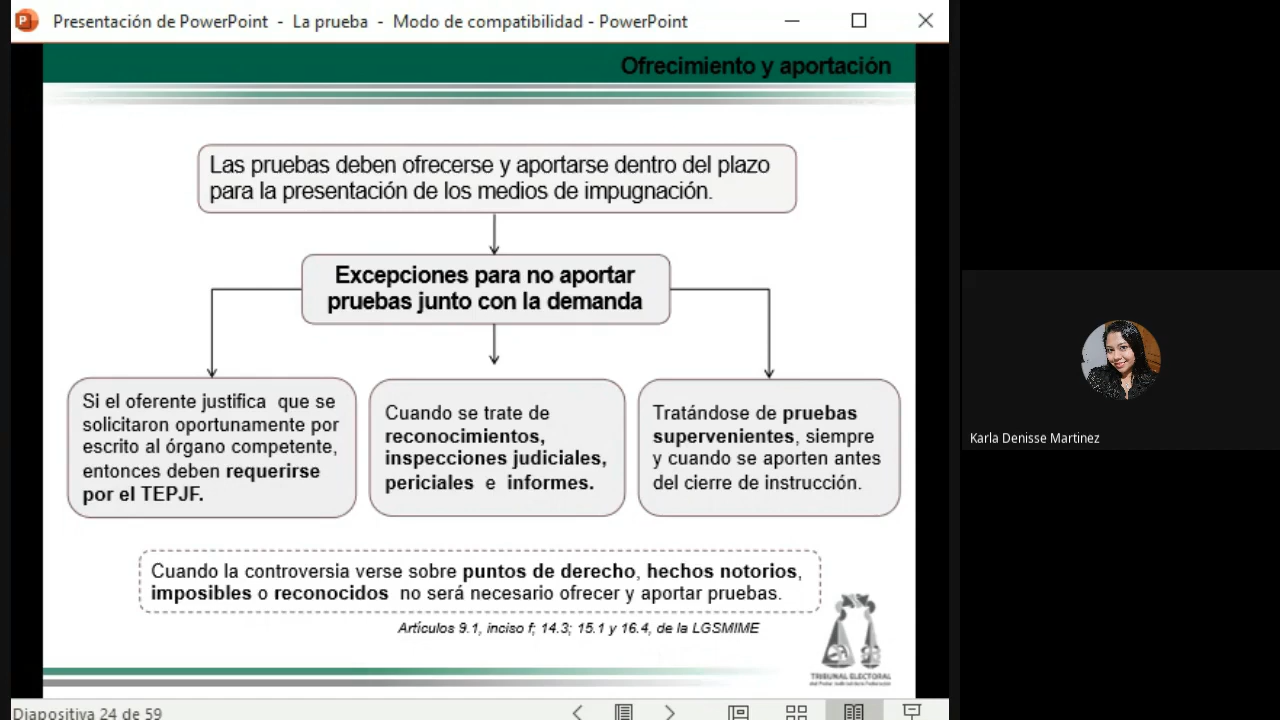 Presentación de PowerPoint - La prueba - Modo de compatibilidad - PowerPoint
Ofrecimiento y aportación
Las pruebas deben ofrecerse y aportarse dentro del plazo
para la presentación de los medios de impugnación.
Excepciones para no aportar
pruebas junto con la demanda
Si el oferente justifica que se
solicitaron oportunamente por
escrito al órgano competente,
entonces deben requerirse
por el TEPJF.
Cuando se trate de
reconocimientos,
inspecciones judiciales,
periciales e informes.
Tratándose de pruebas
supervenientes, siempre
y cuando se aporten antes
del cierre de instrucción.
Cuando la controversia verse sobre puntos de derecho, hechos notorios,
imposibles o reconocidos no será necesario ofrecer y aportar pruebas.
Artículos 9.1, inciso f; 14.3; 15.1 y 16.4, de la LGSMIME
TRIBUNAL ELECTORAL
del Poder Judicial de la Federación
Diapositiva 24 de 59
Karla Denisse Martinez